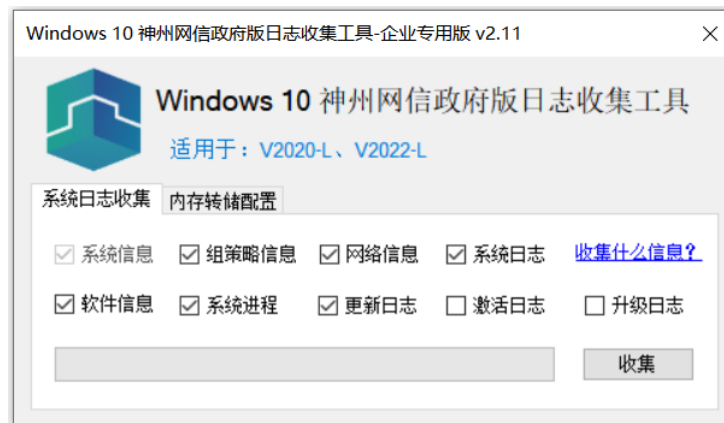 Windows 10 神州网信政府版日志收集工具-企业专用版 v2.11
Windows 10 神州网信政府版日志收集工具
适用于：V2020-L、V2022-L
系统日志收集 内存转储配置
系统信息 组策略信息 网络信息 系统日志 收集什么信息?
软件信息 系统进程 更新日志 激活日志 升级日志
收集